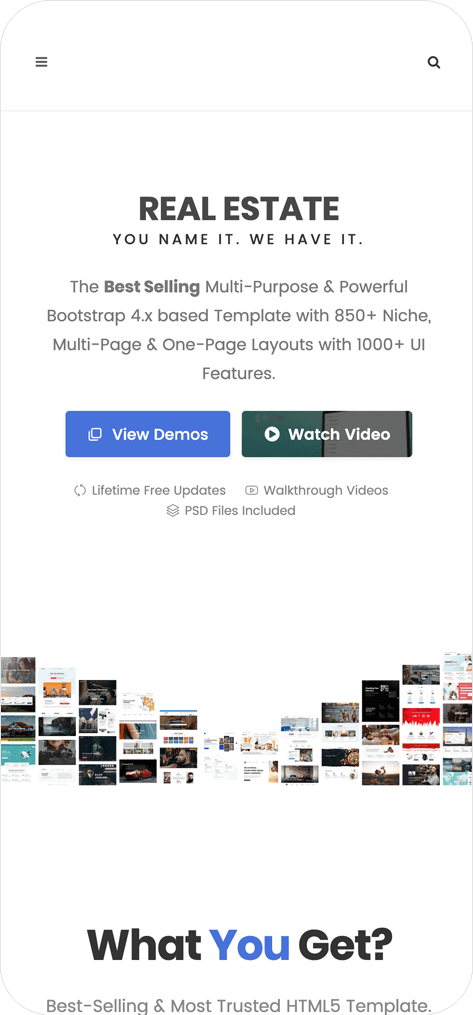 REAL ESTATE
YOU NAME IT. WE HAVE IT.
The Best Selling Multi-Purpose & Powerful
Bootstrap 4.x based Template with 850+ Niche,
Multi-Page & One-Page Layouts with 1000+ UI
Features.
View Demos
Watch Video
Lifetime Free Updates
Walkthrough Videos
PSD Files Included
What You Get?
Best-Selling & Most Trusted HTML5 Template.